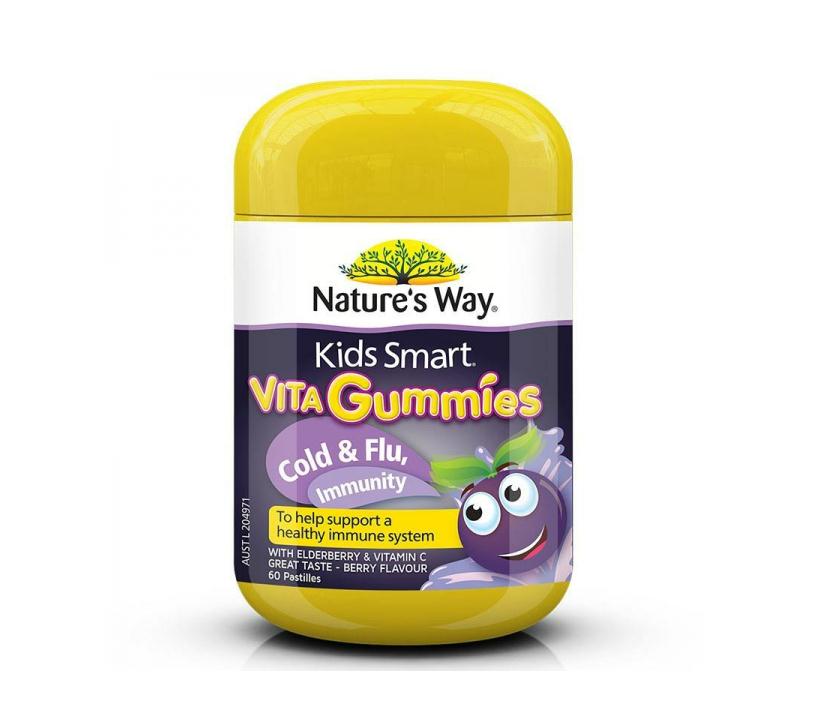 Nature's Way®
Kids Smart®
VITA Gummies
Cold & Flu,
Immunity
To help support a
healthy immune system
WITH ELDERBERRY & VITAMIN C
GREAT TASTE - BERRY FLAVOUR
60 Pastilles
AUST L 204971